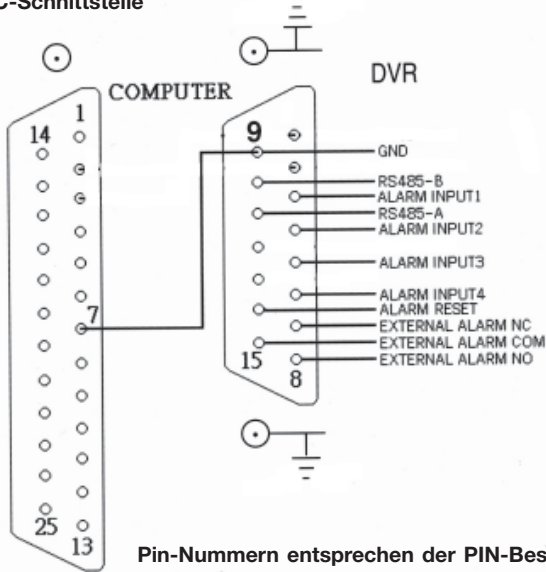 C-Schnittstelle
DVR
COMPUTER
1
14
9
GND
RS485-B
ALARM INPUT1
RS485-A
ALARM INPUT2
ALARM INPUT3
ALARM INPUT4
ALARM RESET
EXTERNAL ALARM NC
EXTERNAL ALARM COM
EXTERNAL ALARM NO
7
15
8
25
13
Pin-Nummern entsprechen der PIN-Bes